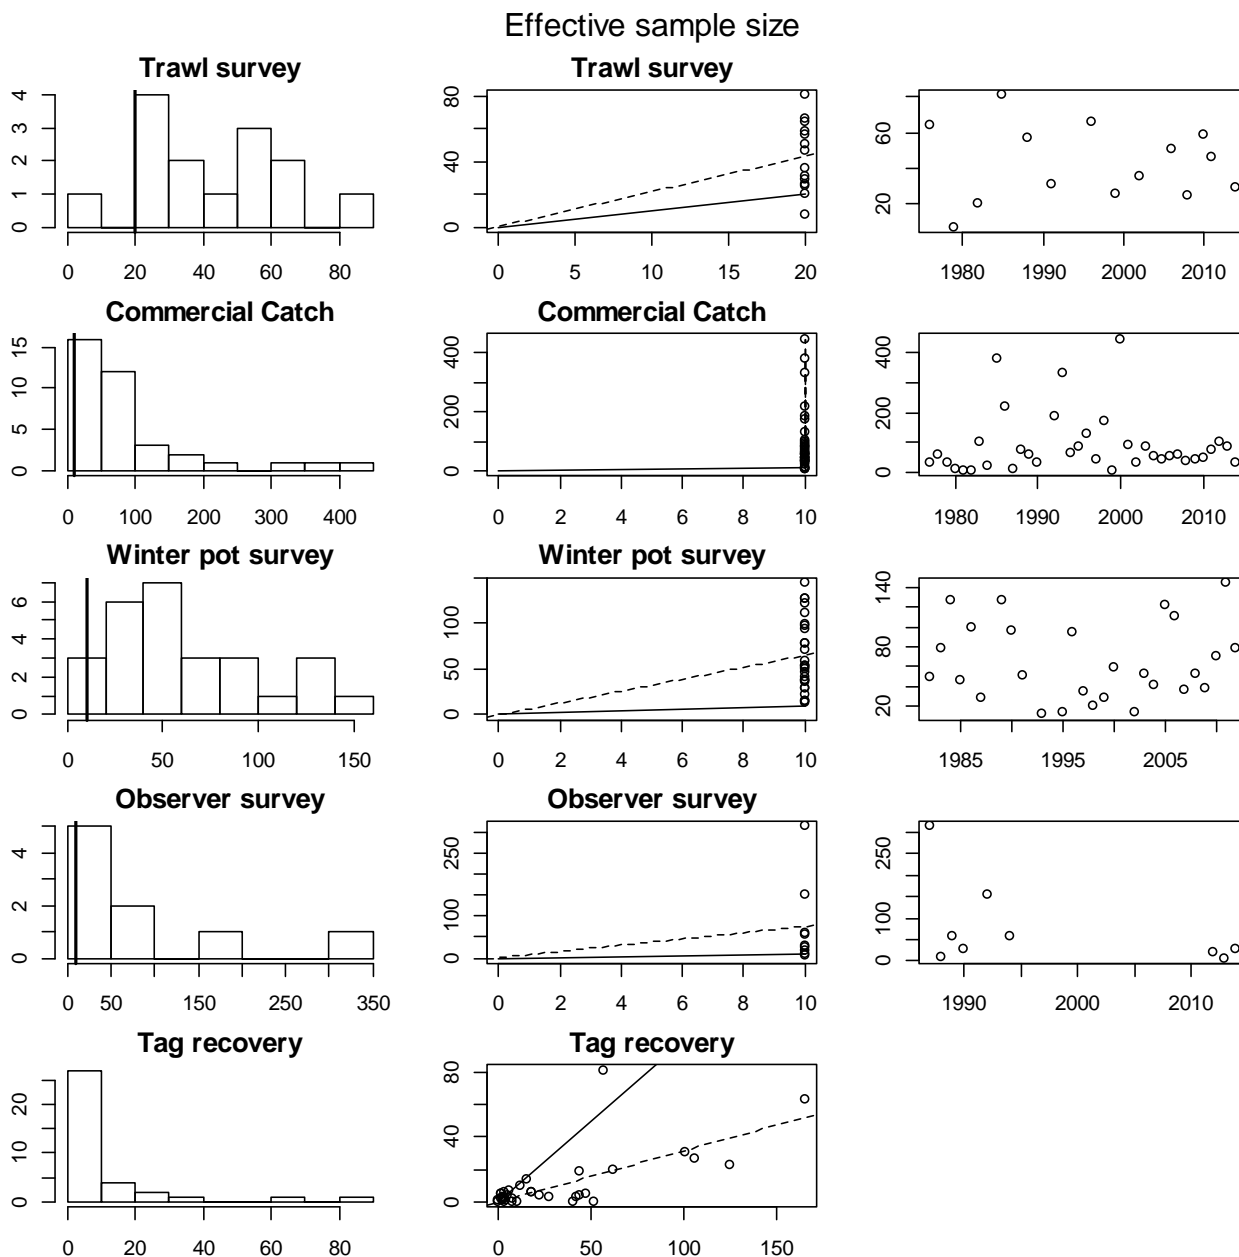 Effective sample size
Trawl survey
Trawl survey
4
3
2
1
0
0 20 40 60 80
80
40
0
0 5 10 15 20
60
20
1980 1990 2000 2010
Commercial Catch
Commercial Catch
15
10
5
0
0 100 200 300 400
400
200
0
0 2 4 6 8 10
400
200
0
1980 1990 2000 2010
Winter pot survey
Winter pot survey
6
4
2
0
0 50 100 150
100
50
0
0 2 4 6 8 10
140
80
20
1985 1995 2005
Observer survey
Observer survey
4
2
0
0 50 150 250 350
250
100
0
0 2 4 6 8 10
250
100
0
1990 2000 2010
Tag recovery
Tag recovery
20
10
0
0 20 40 60 80
80
40
0
0 50 100 150